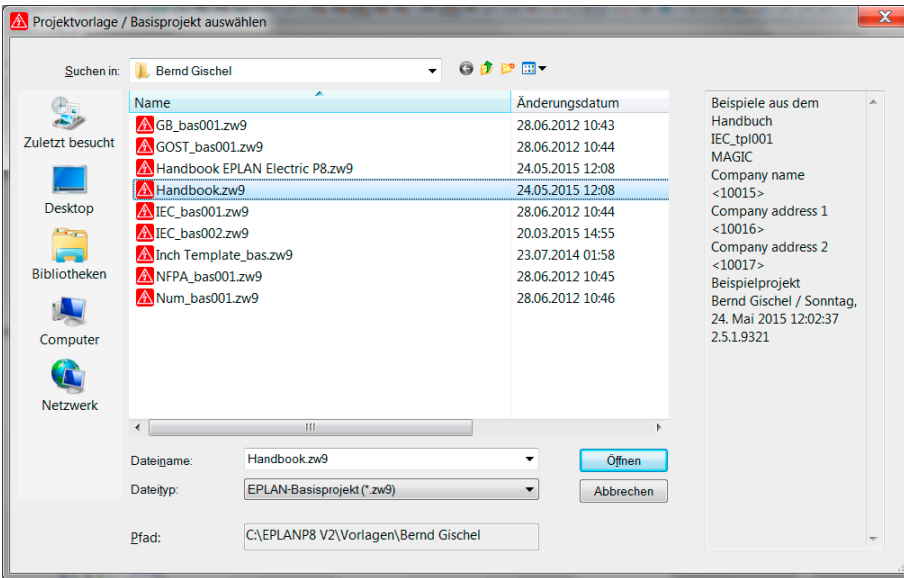 Projektvorlage / Basisprojekt auswählen
Suchen in:
Bernd Gischel
Zuletzt besucht
Desktop
Bibliotheken
Computer
Netzwerk
Name Änderungsdatum
GB_bas001.zw9 28.06.2012 10:43
GOST_bas001.zw9 28.06.2012 10:44
Handbook EPLAN Electric P8.zw9 24.05.2015 12:08
Handbook.zw9 24.05.2015 12:08
IEC_bas001.zw9 28.06.2012 10:44
IEC_bas002.zw9 20.03.2015 14:55
Inch Template_bas.zw9 23.07.2014 01:58
NFPA_bas001.zw9 28.06.2012 10:45
Num_bas001.zw9 28.06.2012 10:46
Beispiele aus dem
Handbuch
IEC_tpl001
MAGIC
Company name
<10015>
Company address 1
<10016>
Company address 2
<10017>
Beispielprojekt
Bernd Gischel / Sonntag,
24. Mai 2015 12:02:37
2.5.1.9321
Dateiname: Handbook.zw9 Öffnen
Dateityp: EPLAN-Basisprojekt (*.zw9) Abbrechen
Pfad: C:\EPLANP8 V2\Vorlagen\Bernd Gischel